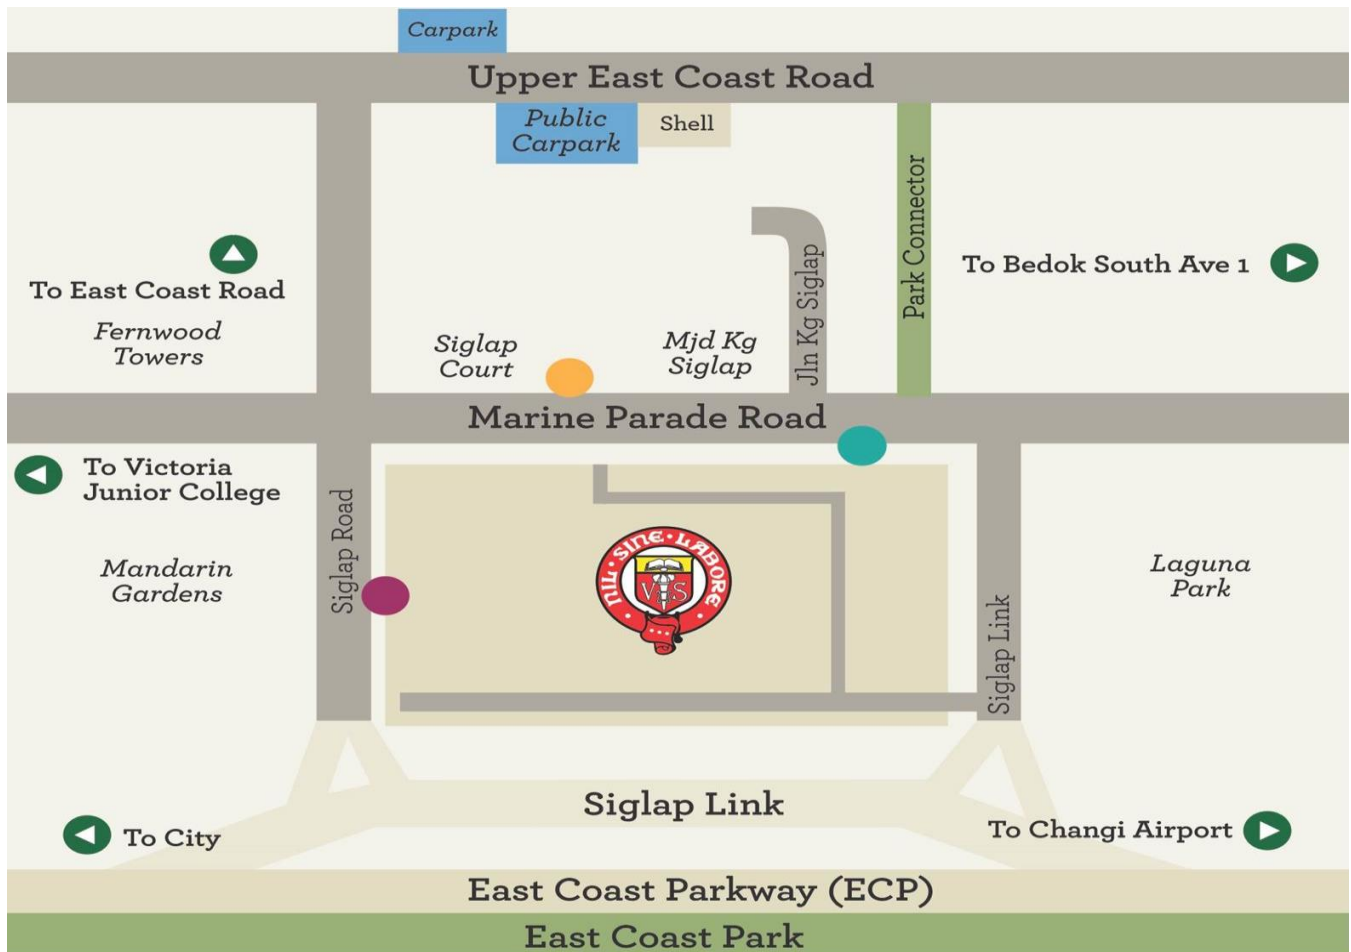 Carpark
Upper East Coast Road
Public
Carpark
Shell
Park Connector
Jln Kg Siglap
To Bedok South Ave 1
To East Coast Road
Fernwood
Towers
Siglap
Court
Mjd Kg
Siglap
Marine Parade Road
To Victoria
Junior College
Siglap Road
Mandarin
Gardens
NIL · SINE · LABORE
VS
Laguna
Park
Siglap Link
Siglap Link
To City
To Changi Airport
East Coast Parkway (ECP)
East Coast Park